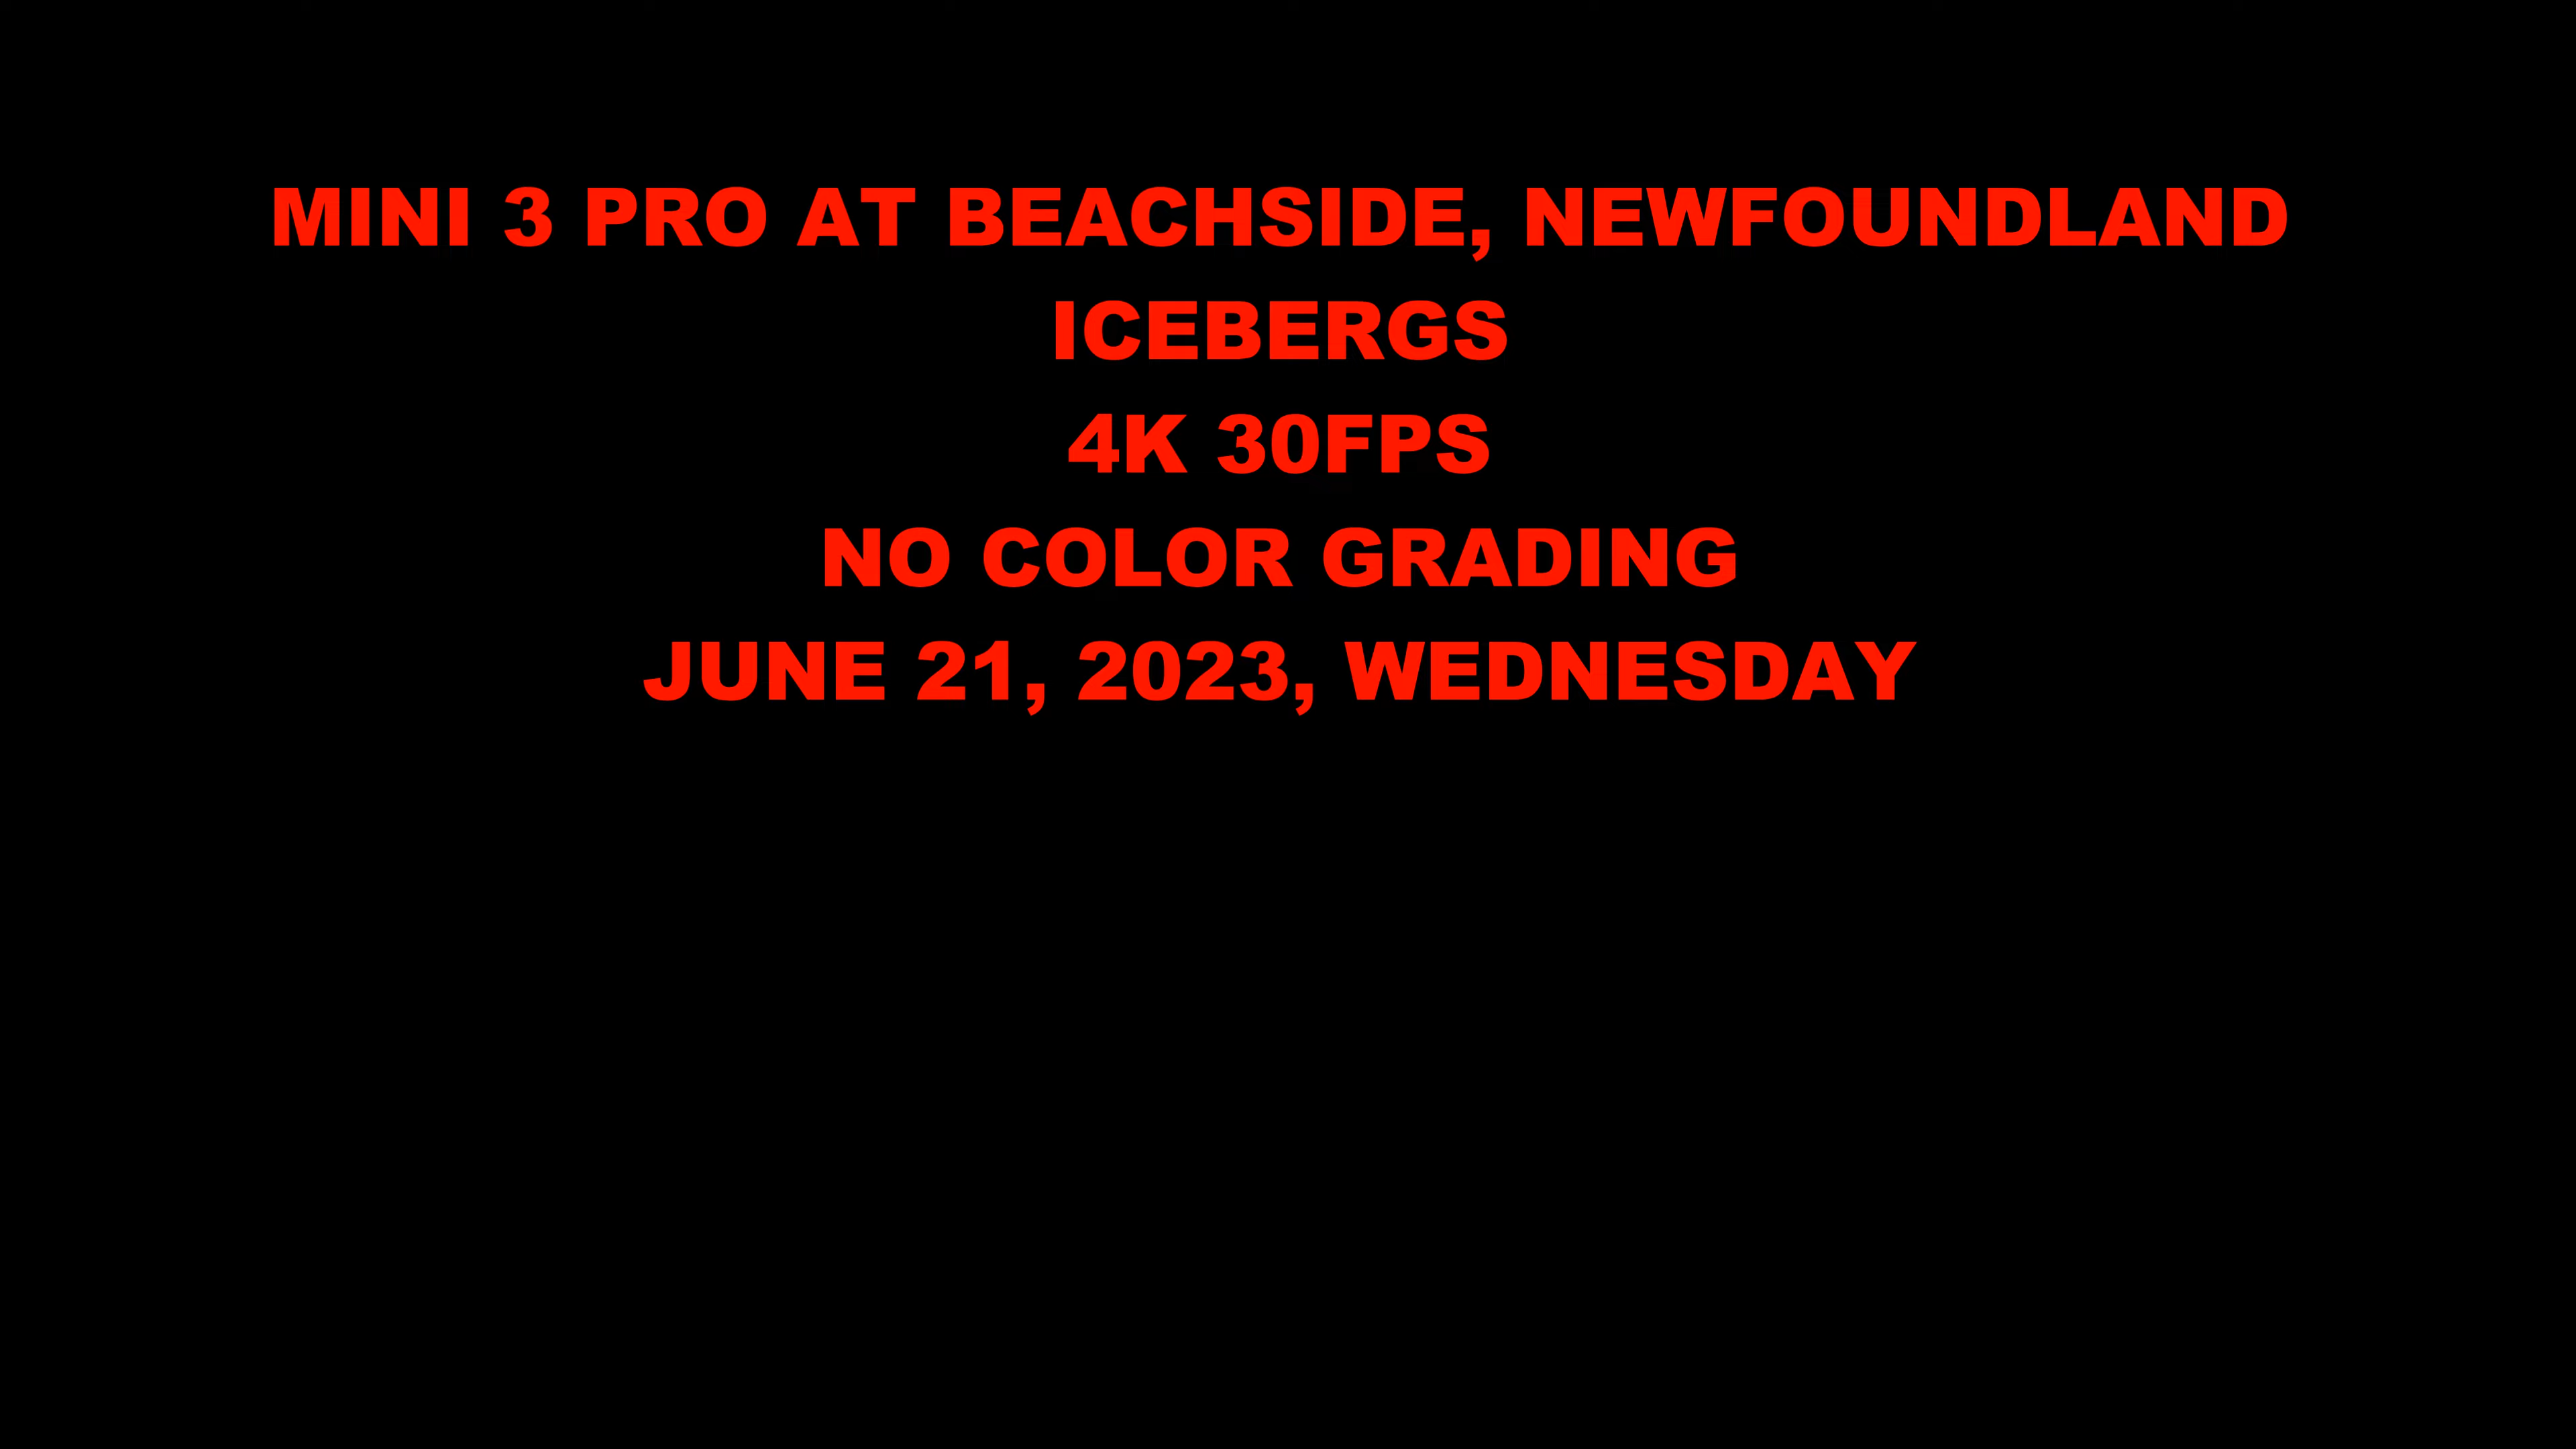 MINI 3 PRO AT BEACHSIDE, NEWFOUNDLAND
ICEBERGS
4K 30FPS
NO COLOR GRADING
JUNE 21, 2023, WEDNESDAY